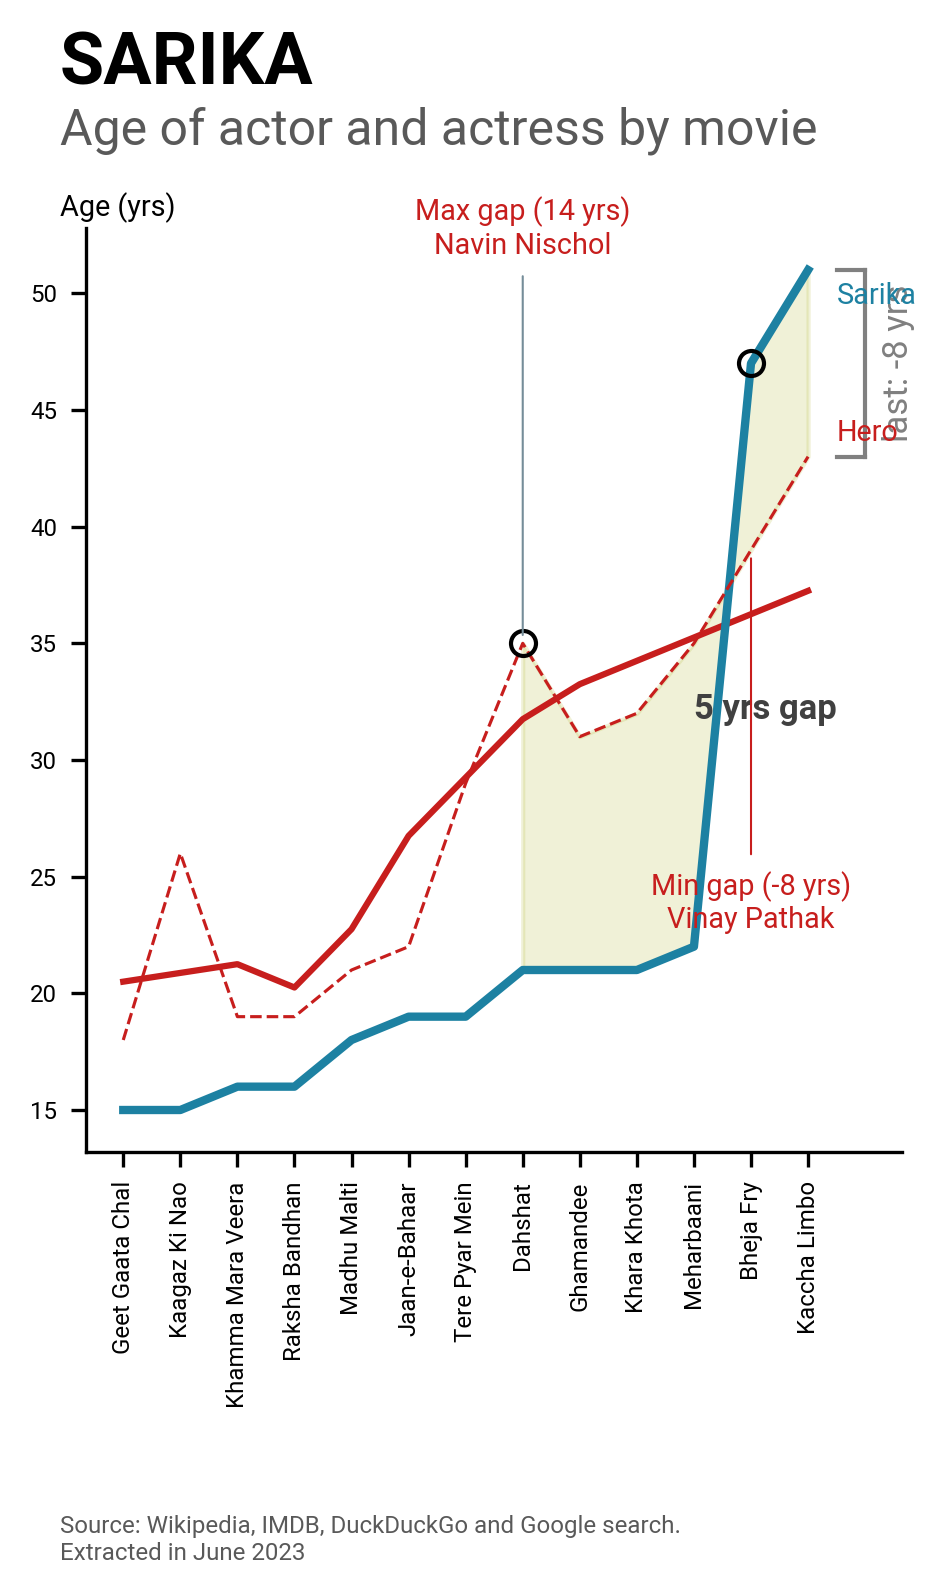 SARIKA
Age of actor and actress by movie
Age (yrs)
Max gap (14 yrs)
Navin Nischol
50
45
40
35
30
25
20
15
Sarika
last: -8 yrs
Hero
5 yrs gap
Min gap (-8 yrs)
Vinay Pathak
Geet Gaata Chal
Kaagaz Ki Nao
Khamma Mara Veera
Raksha Bandhan
Madhu Malti
Jaan-e-Bahaar
Tere Pyar Mein
Dahshat
Ghamandee
Khara Khota
Meharbaani
Bheja Fry
Kaccha Limbo
Source: Wikipedia, IMDB, DuckDuckGo and Google search.
Extracted in June 2023